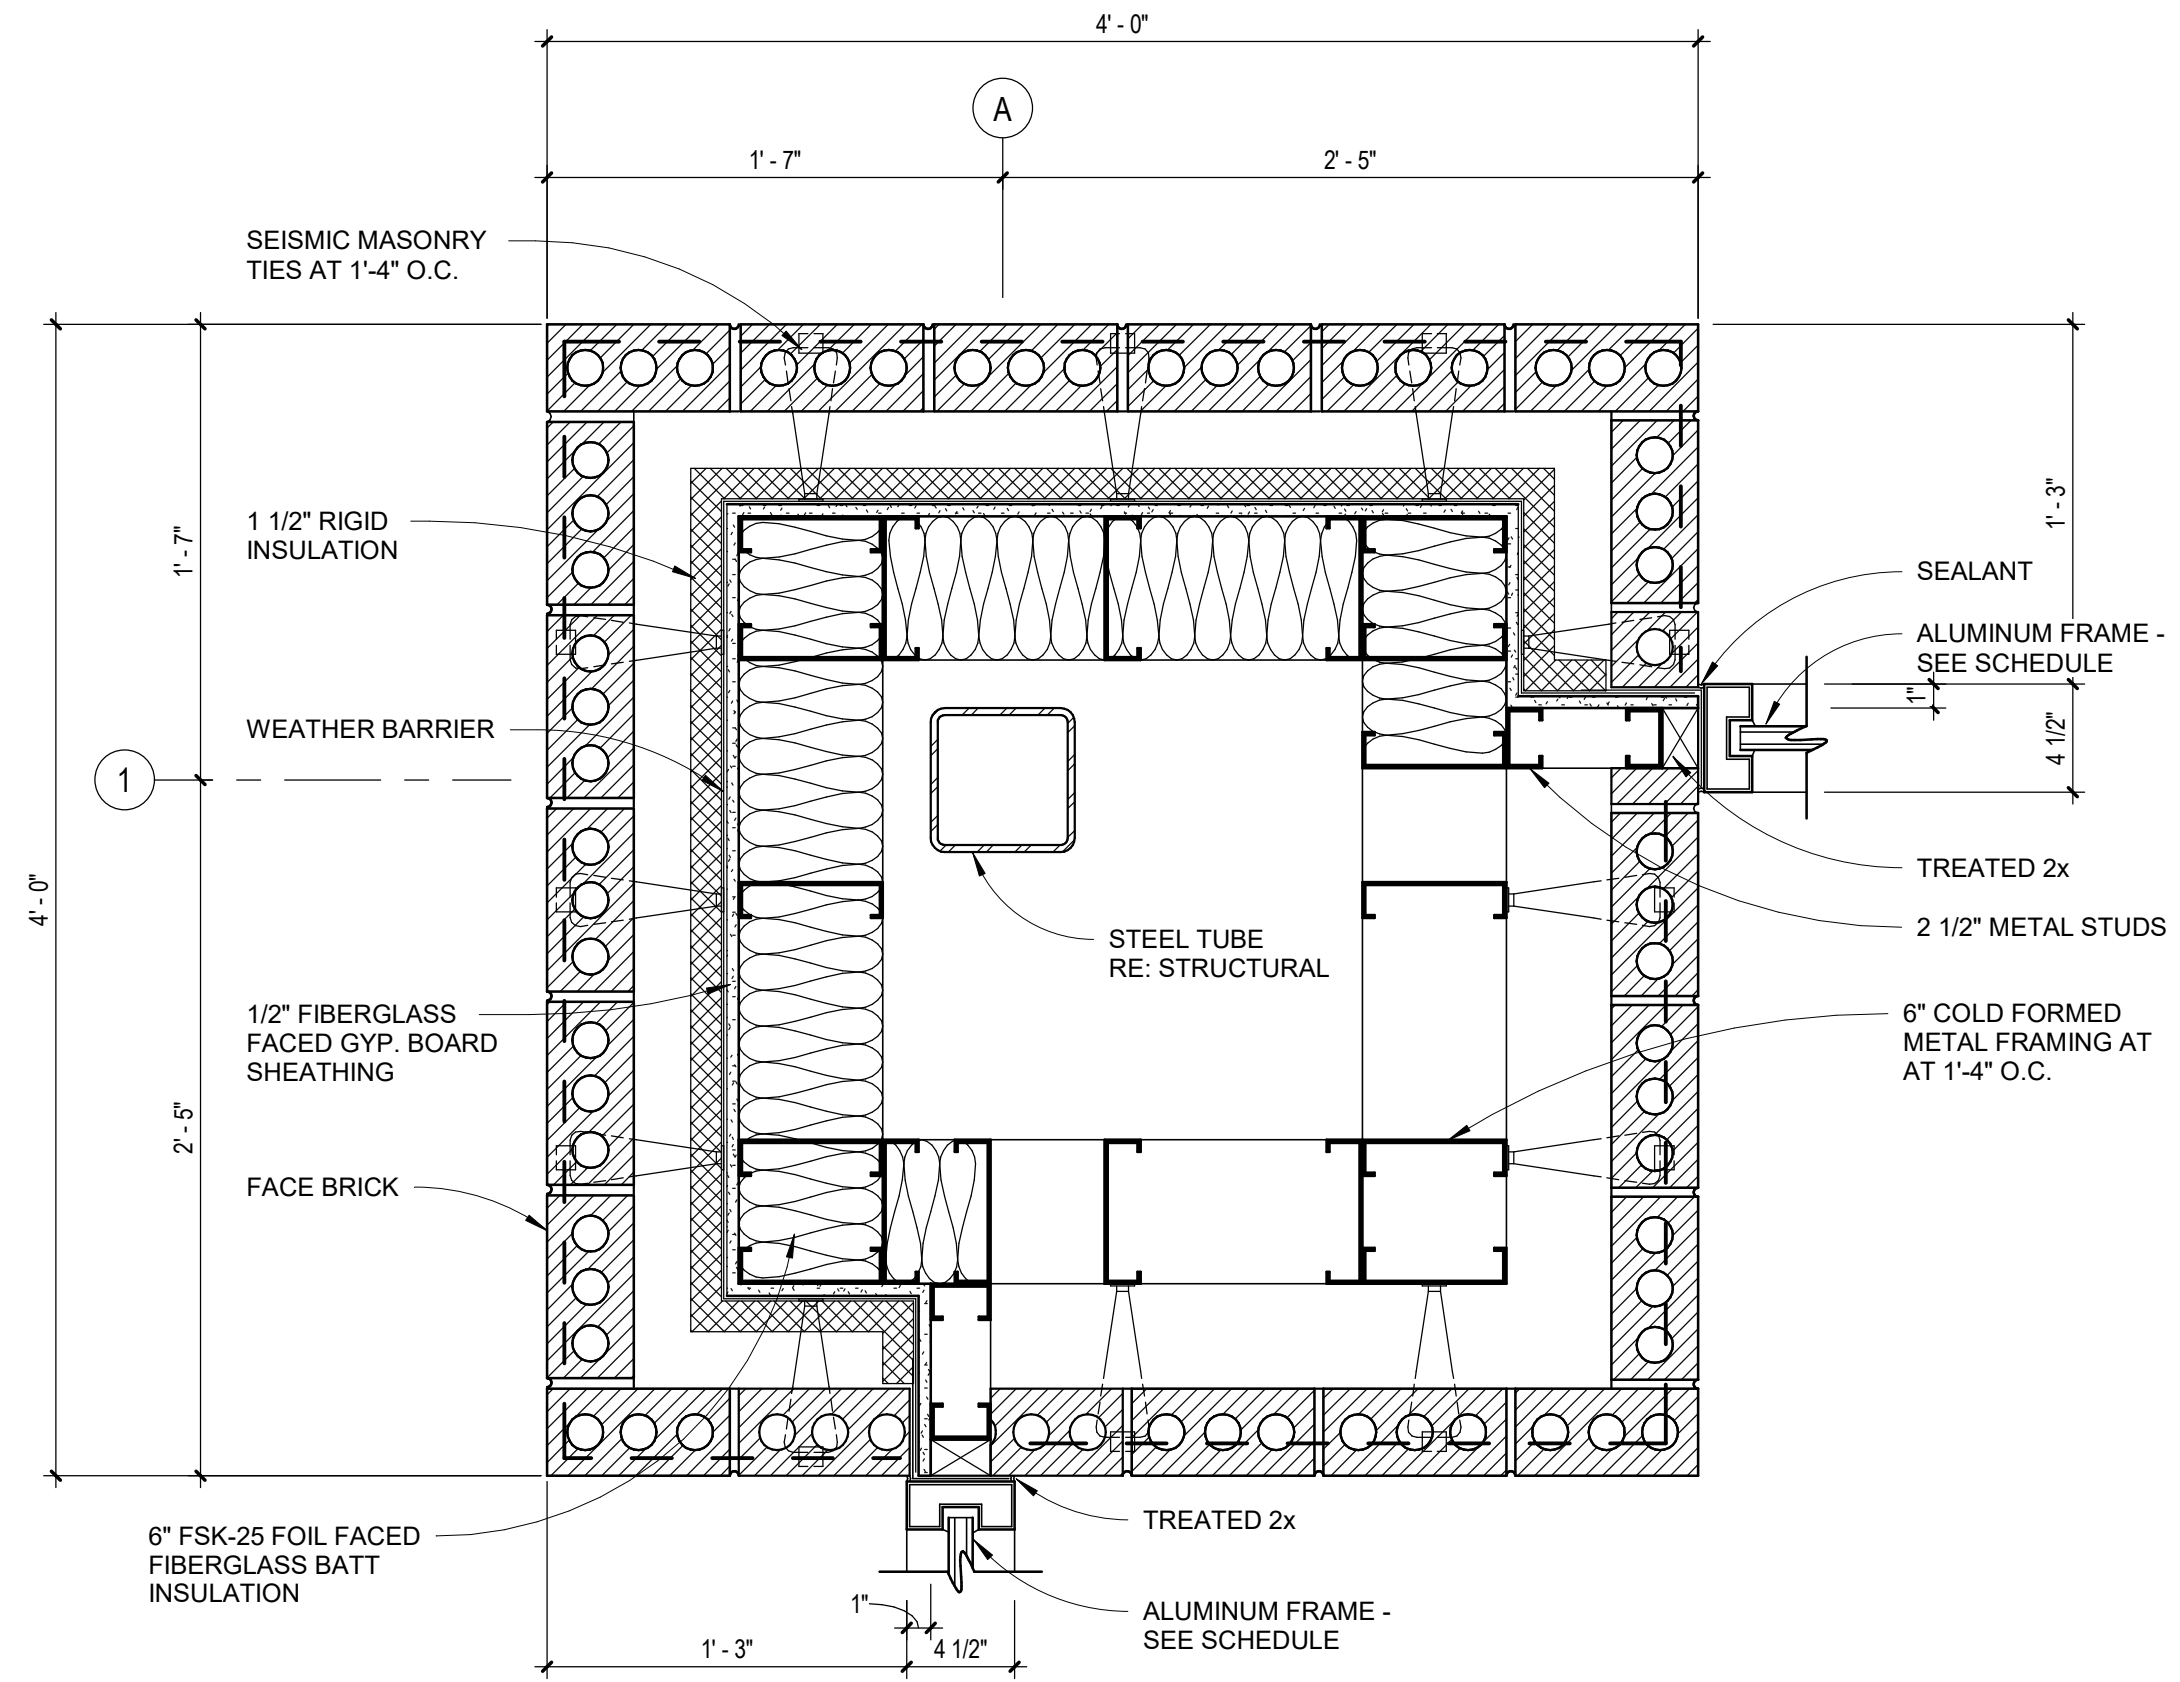 4' - 0"
A
1' - 7"
2' - 5"
SEISMIC MASONRY
TIES AT 1'-4" O.C.
1 1/2" RIGID
INSULATION
1' - 7"
1' - 3"
SEALANT
ALUMINUM FRAME -
SEE SCHEDULE
1"
4 1/2"
WEATHER BARRIER
1
TREATED 2x
2 1/2" METAL STUDS
4' - 0"
STEEL TUBE
RE: STRUCTURAL
1/2" FIBERGLASS
FACED GYP. BOARD
SHEATHING
6" COLD FORMED
METAL FRAMING AT
AT 1'-4" O.C.
2' - 5"
FACE BRICK
6" FSK-25 FOIL FACED
FIBERGLASS BATT
INSULATION
TREATED 2x
1"
ALUMINUM FRAME -
SEE SCHEDULE
1' - 3"
4 1/2"